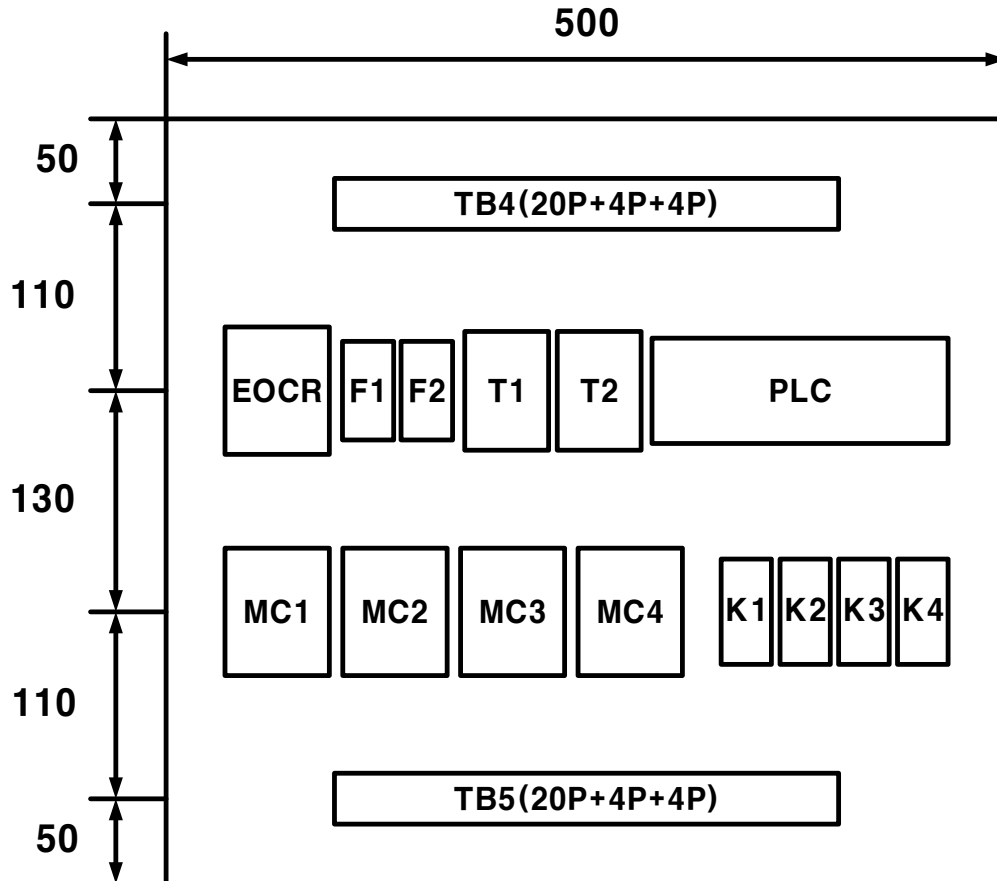 500
50
TB4(20P+4P+4P)
110
EOCR F1 F2 T1 T2 PLC
130
MC1 MC2 MC3 MC4 K1 K2 K3 K4
110
TB5(20P+4P+4P)
50